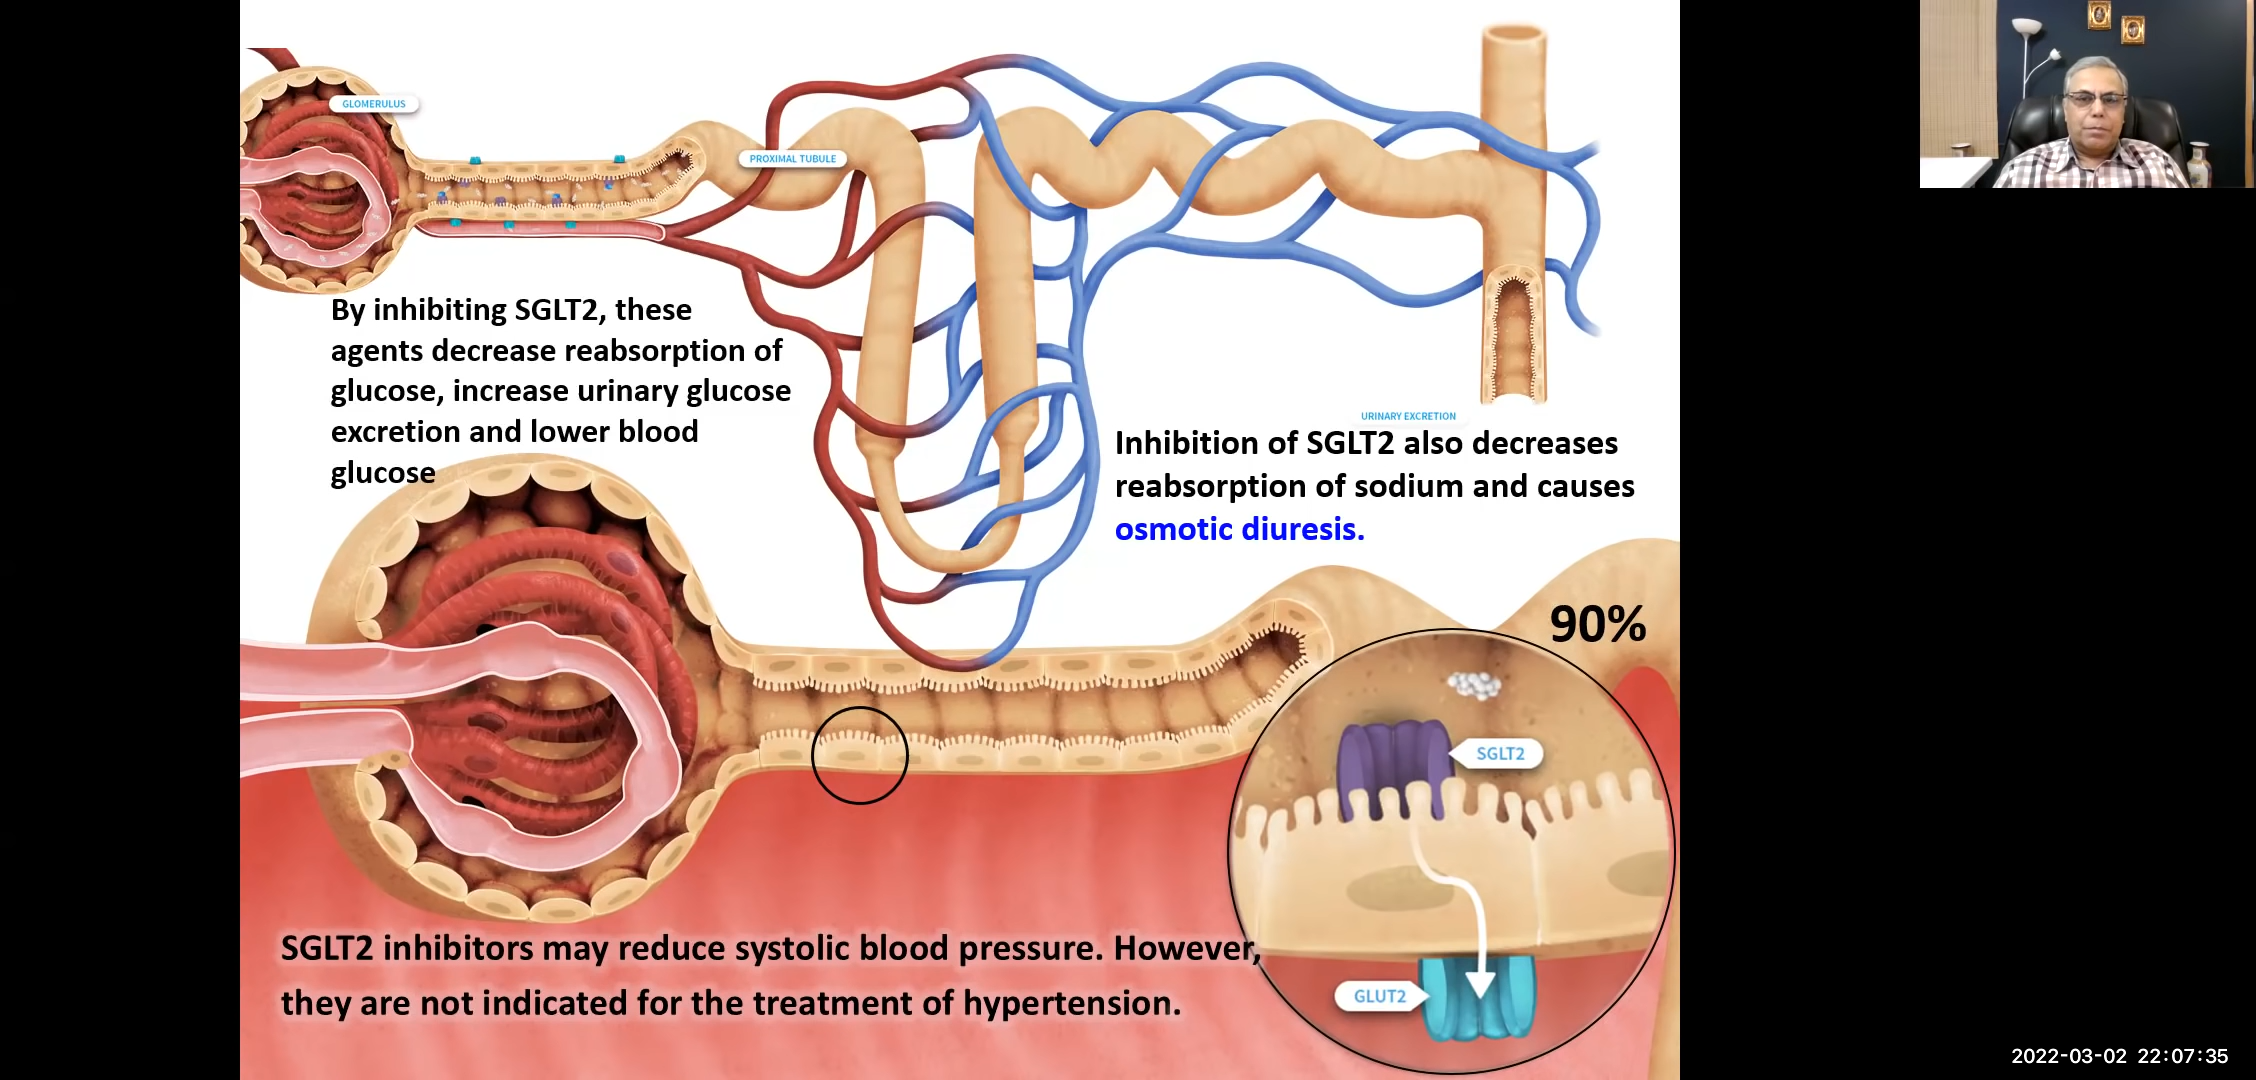 GLOMERULUS
PROXIMAL TUBULE
By inhibiting SGLT2, these
agents decrease reabsorption of
glucose, increase urinary glucose
excretion and lower blood
glucose
URINARY EXCRETION
Inhibition of SGLT2 also decreases
reabsorption of sodium and causes
osmotic diuresis.
90%
SGLT2
GLUT2
SGLT2 inhibitors may reduce systolic blood pressure. However,
they are not indicated for the treatment of hypertension.
2022-03-02 22:07:35